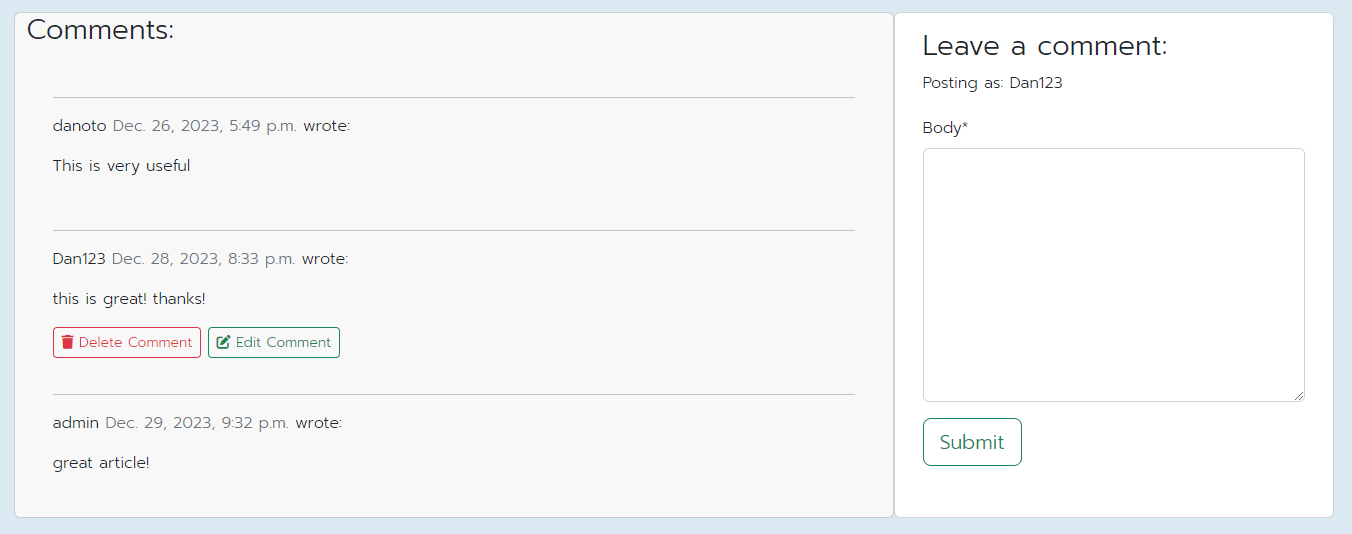 Comments:
danoto Dec. 26, 2023, 5:49 p.m. wrote:
This is very useful
Dan123 Dec. 28, 2023, 8:33 p.m. wrote:
this is great! thanks!
Delete Comment
Edit Comment
admin Dec. 29, 2023, 9:32 p.m. wrote:
great article!
Leave a comment:
Posting as: Dan123
Body*
Submit